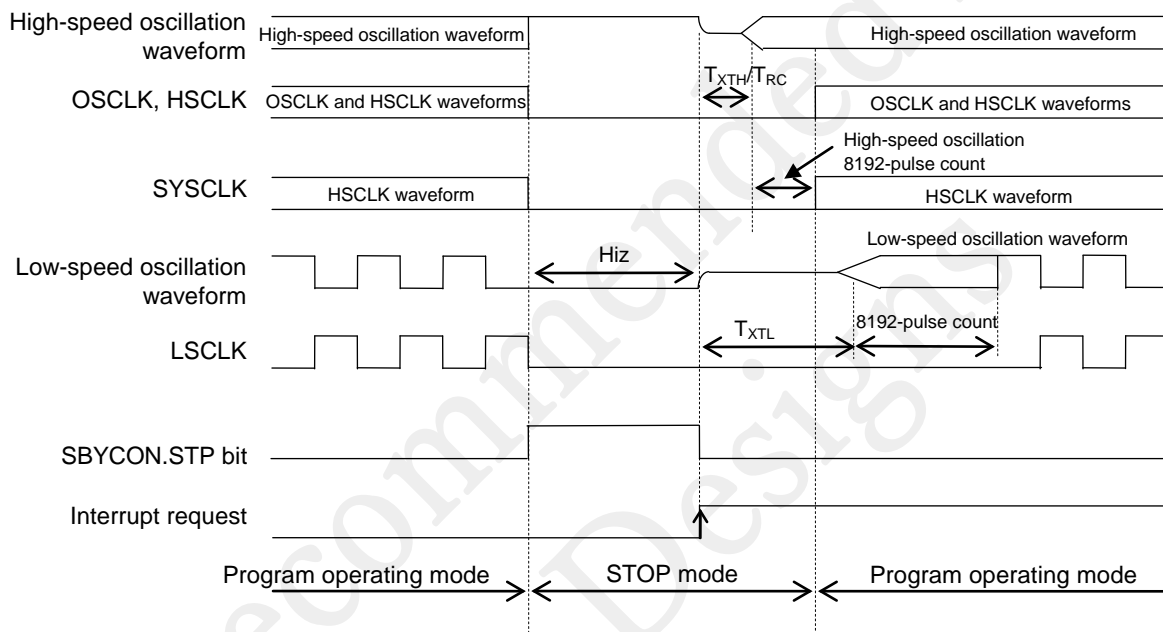 High-speed oscillation
waveform
High-speed oscillation waveform
High-speed oscillation waveform
TXTH/TRC
OSCLK, HSCLK
OSCLK and HSCLK waveforms
OSCLK and HSCLK waveforms
High-speed oscillation
8192-pulse count
SYSCLK
HSCLK waveform
HSCLK waveform
Low-speed oscillation waveform
Hiz
Low-speed oscillation
waveform
8192-pulse count
TXTL
LSCLK
SBYCON.STP bit
Interrupt request
Program operating mode
STOP mode
Program operating mode
ecommended
Designs